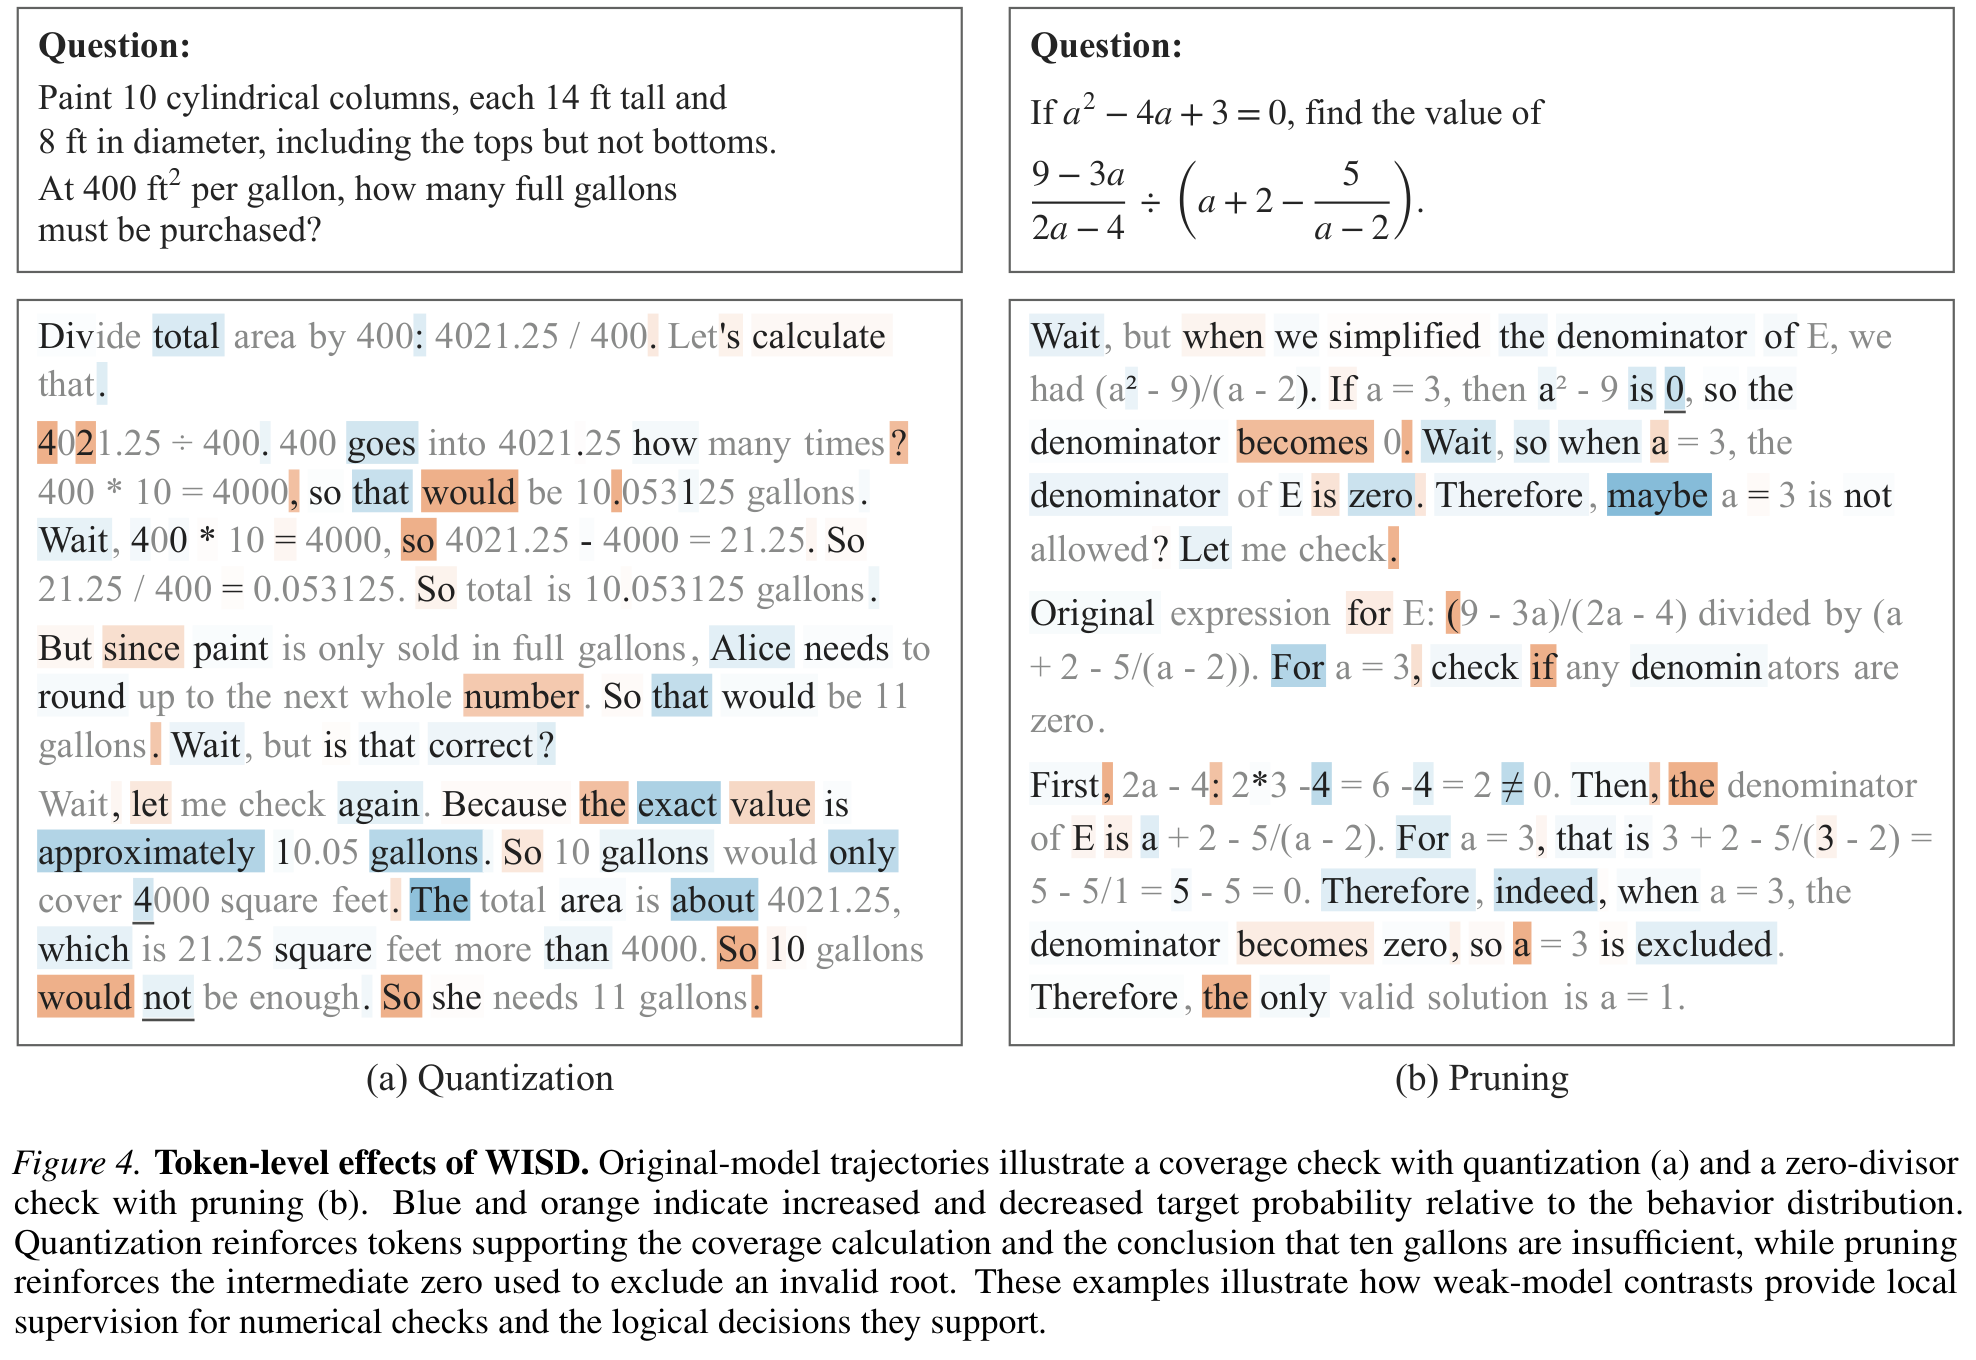 Question:
Paint 10 cylindrical columns, each 14 ft tall and
8 ft in diameter, including the tops but not bottoms.
At 400 ft² per gallon, how many full gallons
must be purchased?
Divide total area by 400: 4021.25 / 400. Let's calculate
that.
4021.25 ÷ 400. 400 goes into 4021.25 how many times?
400 * 10 = 4000, so that would be 10.053125 gallons.
Wait, 400 * 10 = 4000, so 4021.25 - 4000 = 21.25. So
21.25 / 400 = 0.053125. So total is 10.053125 gallons.
But since paint is only sold in full gallons, Alice needs to
round up to the next whole number. So that would be 11
gallons. Wait, but is that correct?
Wait, let me check again. Because the exact value is
approximately 10.05 gallons. So 10 gallons would only
cover 4000 square feet. The total area is about 4021.25,
which is 21.25 square feet more than 4000. So 10 gallons
would not be enough. So she needs 11 gallons.
(a) Quantization
Question:
If a² − 4a + 3 = 0, find the value of
(9 − 3a)/(2a − 4) ÷ (a + 2 − 5/(a − 2)).
Wait, but when we simplified the denominator of E, we
had (a² - 9)/(a - 2). If a = 3, then a² - 9 is 0, so the
denominator becomes 0. Wait, so when a = 3, the
denominator of E is zero. Therefore, maybe a = 3 is not
allowed? Let me check.
Original expression for E: (9 - 3a)/(2a - 4) divided by (a
+ 2 - 5/(a - 2)). For a = 3, check if any denominators are
zero.
First, 2a - 4: 2*3 -4 = 6 -4 = 2 ≠ 0. Then, the denominator
of E is a + 2 - 5/(a - 2). For a = 3, that is 3 + 2 - 5/(3 - 2) =
5 - 5/1 = 5 - 5 = 0. Therefore, indeed, when a = 3, the
denominator becomes zero, so a = 3 is excluded.
Therefore, the only valid solution is a = 1.
(b) Pruning
Figure 4. Token-level effects of WISD. Original-model trajectories illustrate a coverage check with quantization (a) and a zero-divisor
check with pruning (b). Blue and orange indicate increased and decreased target probability relative to the behavior distribution.
Quantization reinforces tokens supporting the coverage calculation and the conclusion that ten gallons are insufficient, while pruning
reinforces the intermediate zero used to exclude an invalid root. These examples illustrate how weak-model contrasts provide local
supervision for numerical checks and the logical decisions they support.